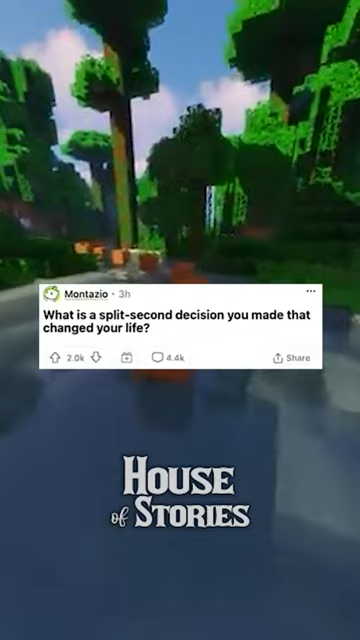 Montazio · 3h
What is a split-second decision you made that
changed your life?
2.0k 4.4k Share
HOUSE
of STORIES